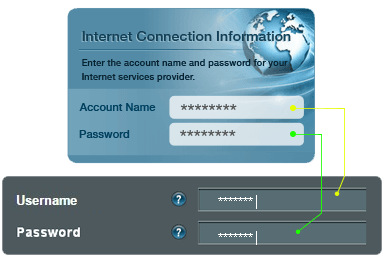 Internet Connection Information
Enter the account name and password for your
Internet services provider.
Account Name ********
Password ********
Username ? *******
Password ? *******